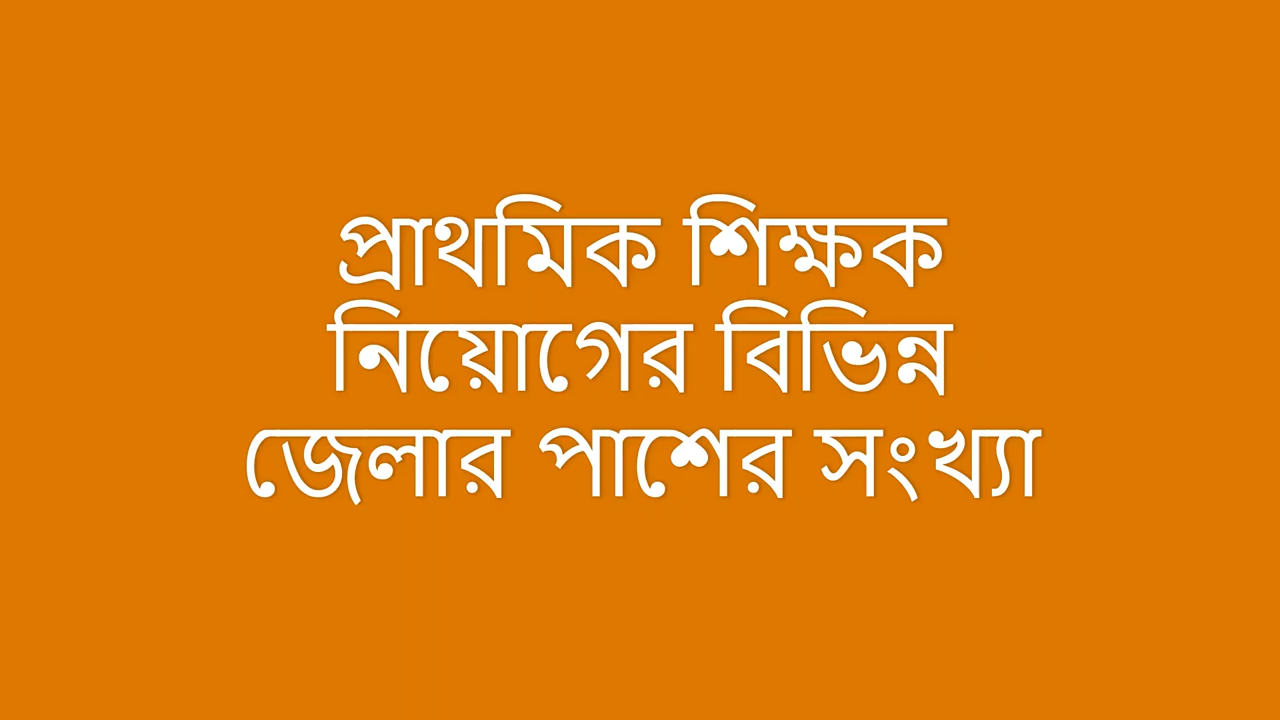 প্রাথমিক শিক্ষক
নিয়োগের বিভিন্ন
জেলার পাশের সংখ্যা